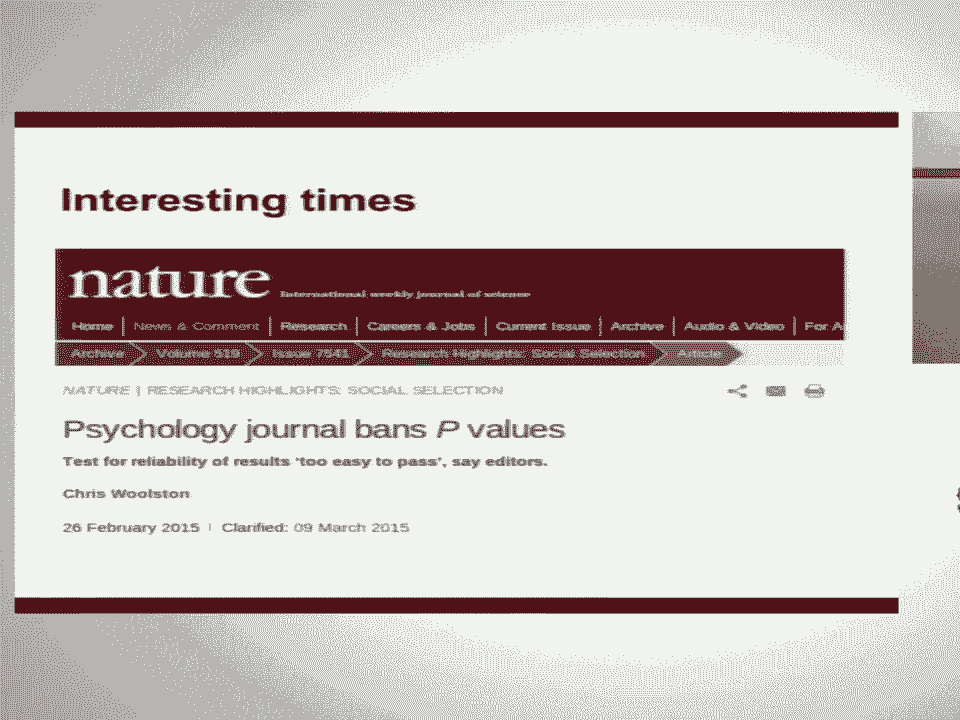 Interesting times
nature International weekly journal of science
Home News & Comment Research Careers & Jobs Current Issue Archive Audio & Video For A
Archive Volume 519 Issue 7541 Research Highlights: Social Selection Article
NATURE | RESEARCH HIGHLIGHTS: SOCIAL SELECTION
Psychology journal bans P values
Test for reliability of results ‘too easy to pass’, say editors.
Chris Woolston
26 February 2015 | Clarified: 09 March 2015